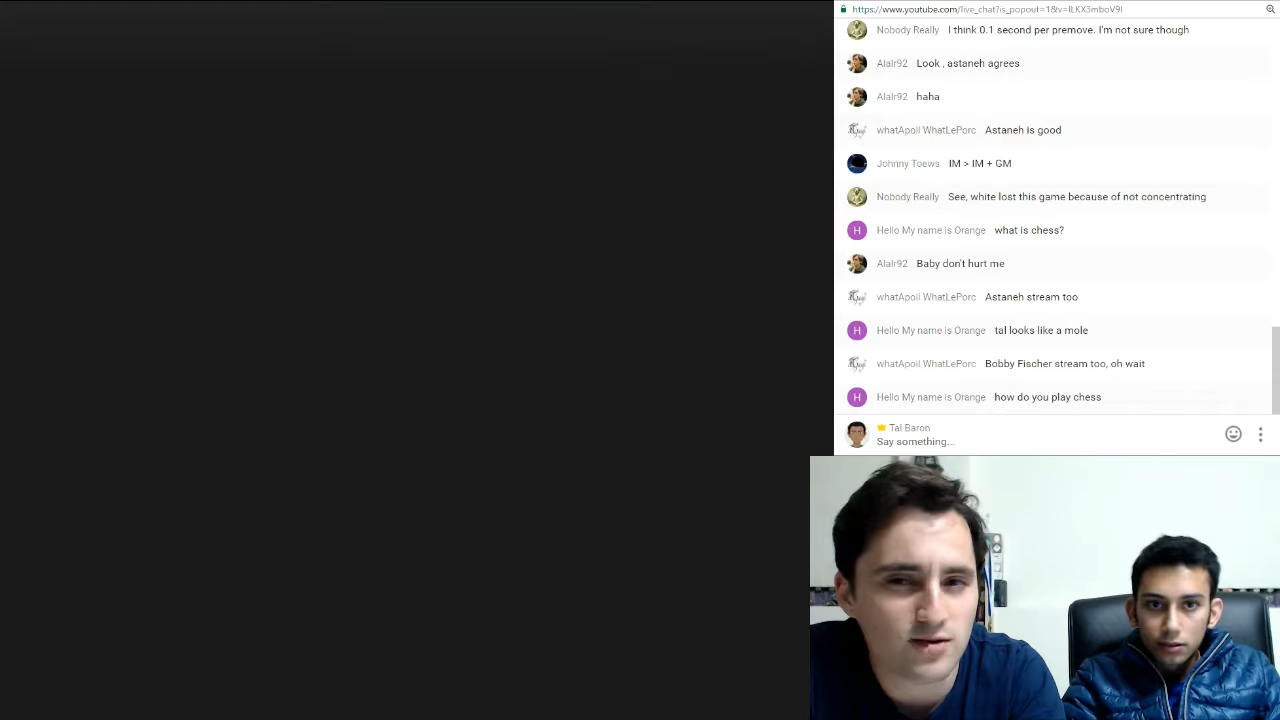 https://www.youtube.com/live_chat?is_popout=1&v=ILKX3mboV9I
Nobody Really I think 0.1 second per premove. I'm not sure though
Alalr92 Look , astaneh agrees
Alalr92 haha
whatApoil WhatLePorc Astaneh is good
Johnny Toews IM > IM + GM
Nobody Really See, white lost this game because of not concentrating
H Hello My name is Orange what is chess?
Alalr92 Baby don't hurt me
whatApoil WhatLePorc Astaneh stream too
H Hello My name is Orange tal looks like a mole
whatApoil WhatLePorc Bobby Fischer stream too, oh wait
H Hello My name is Orange how do you play chess
Tal Baron
Say something...